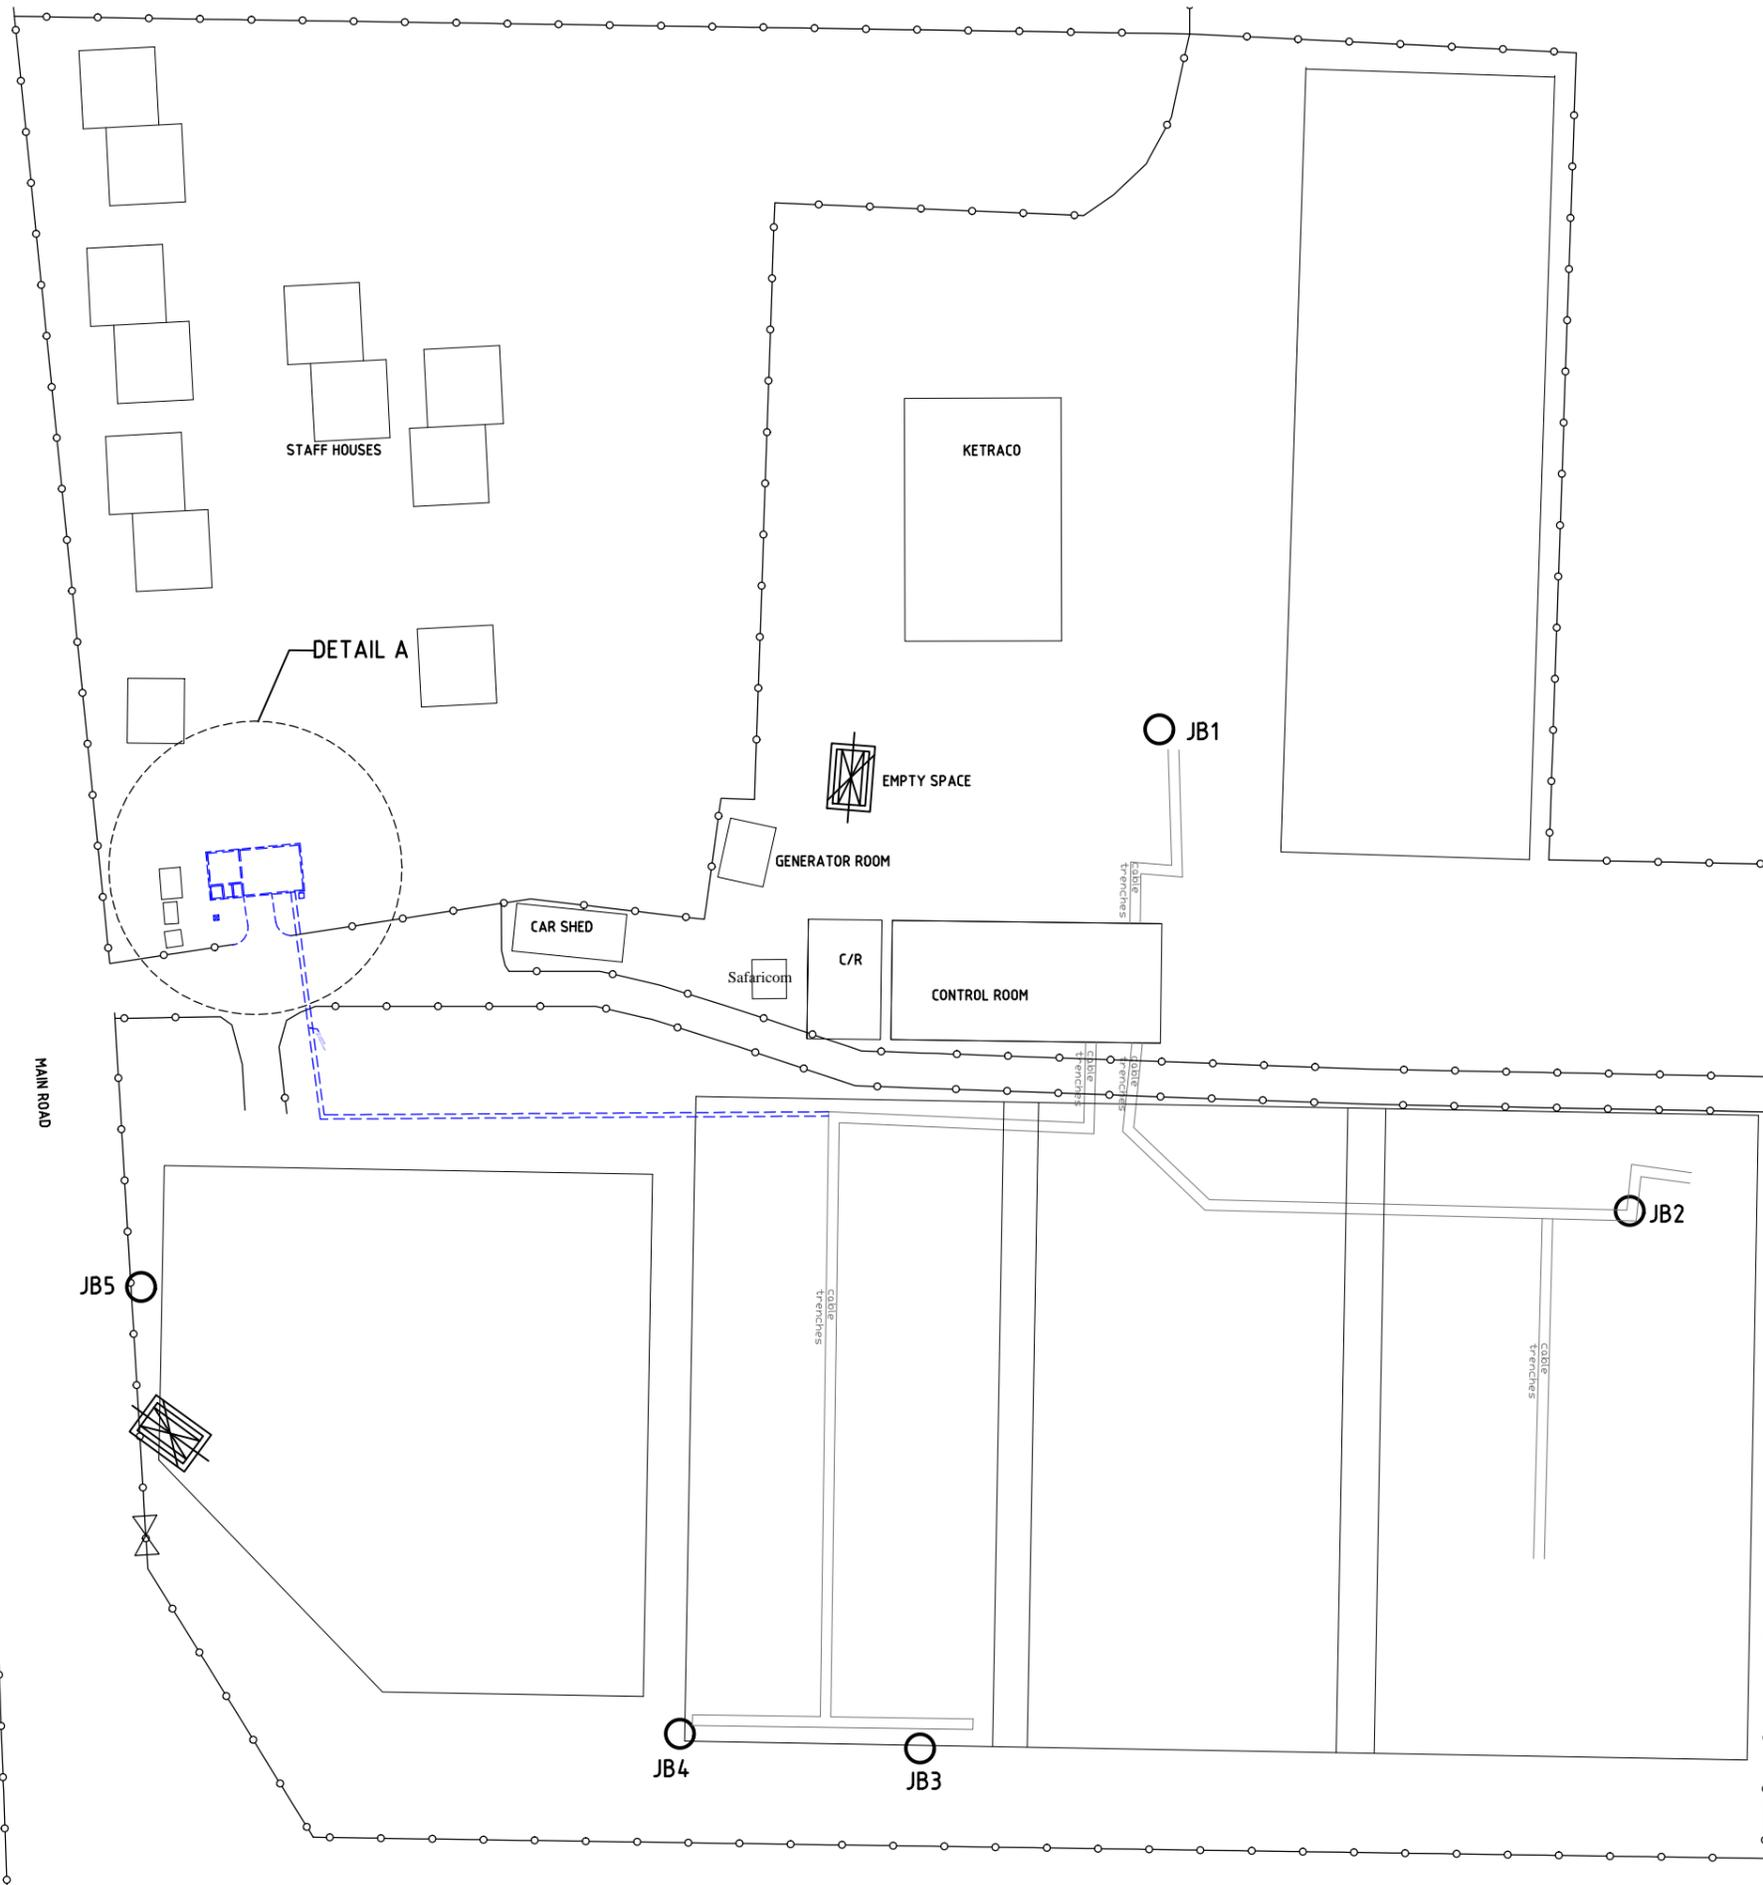 STAFF HOUSES
KETRACO
DETAIL A
JB1
EMPTY SPACE
GENERATOR ROOM
cable
trenches
CAR SHED
C/R
Safaricom
CONTROL ROOM
cable
trenches
cable
trenches
MAIN ROAD
JB2
JB5
cable
trenches
cable
trenches
JB4
JB3